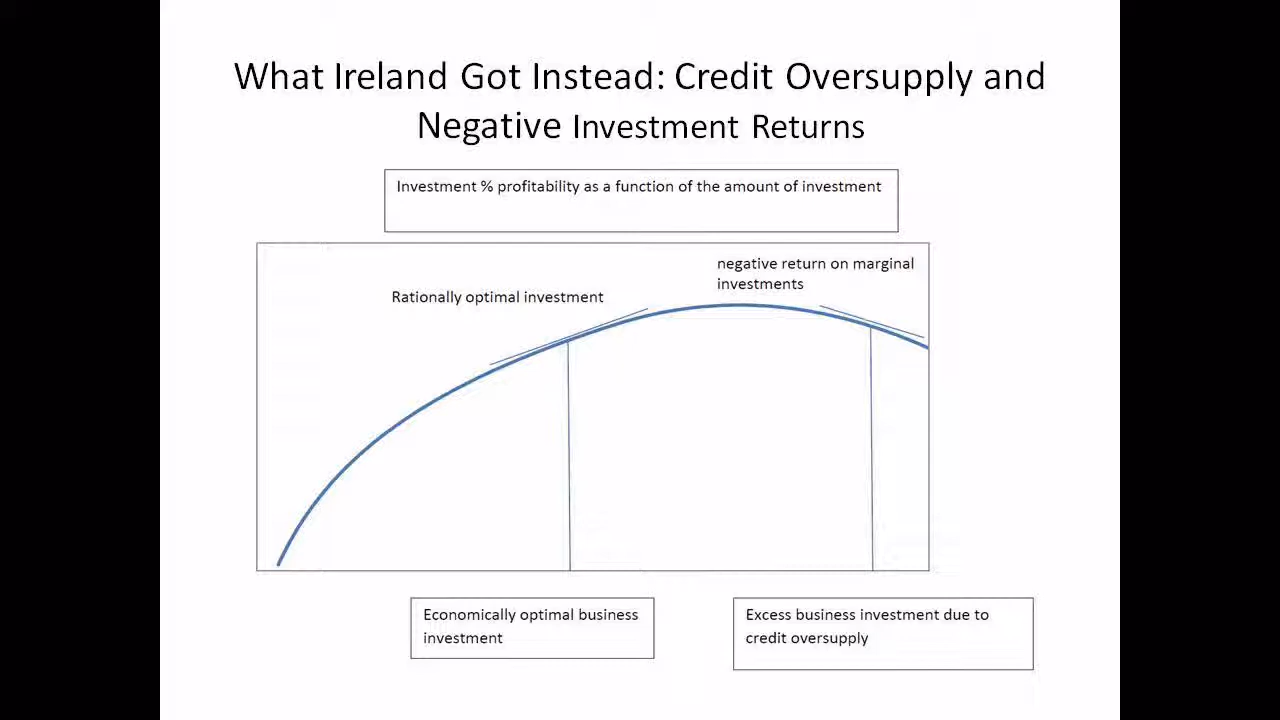 What Ireland Got Instead: Credit Oversupply and
Negative Investment Returns
Investment % profitability as a function of the amount of investment
negative return on marginal
investments
Rationally optimal investment
Economically optimal business
investment
Excess business investment due to
credit oversupply